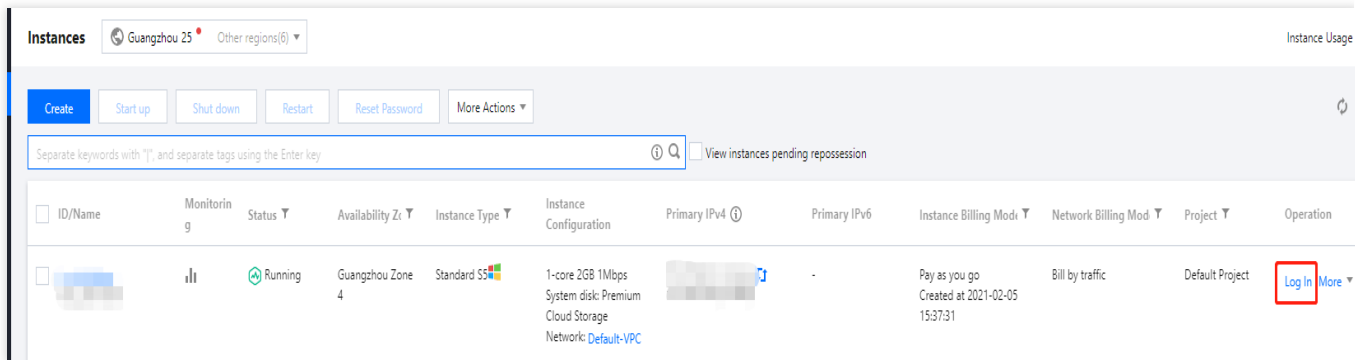 Instances Guangzhou 25 Other regions(6) Instance Usage
Create Start up Shut down Restart Reset Password More Actions
Separate keywords with "|", and separate tags using the Enter key View instances pending repossession
ID/Name
Monitorin
g
Status
Availability Zc
Instance Type
Instance
Configuration
Primary IPv4
Primary IPv6
Instance Billing Mode
Network Billing Mod
Project
Operation
Running
Guangzhou Zone
4
Standard S5
1-core 2GB 1Mbps
System disk: Premium
Cloud Storage
Network: Default-VPC
-
Pay as you go
Created at 2021-02-05
15:37:31
Bill by traffic
Default Project
Log In More